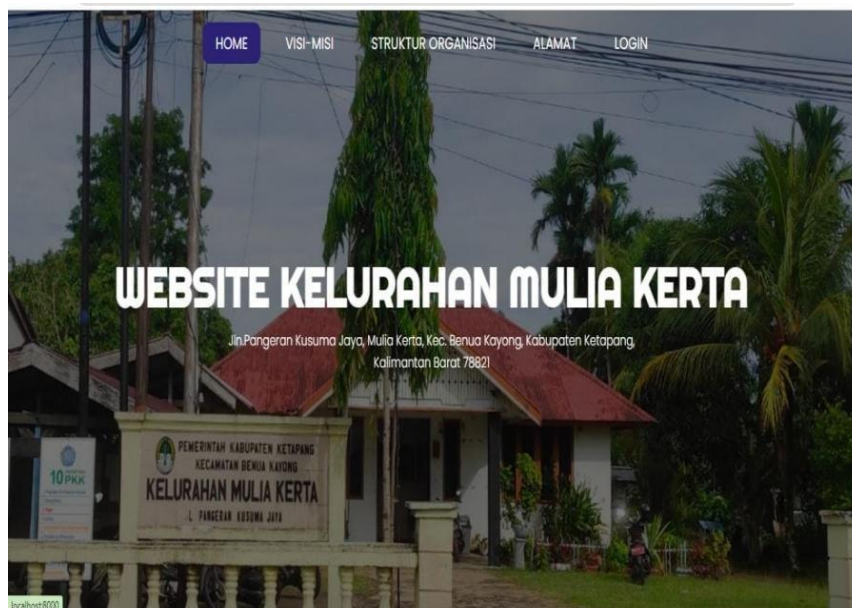 HOME VISI-MISI STRUKTUR ORGANISASI ALAMAT LOGIN
WEBSITE KELURAHAN MULIA KERTA
Jln.Pangeran Kusuma Jaya, Mulia Kerta, Kec. Benua Kayong, Kabupaten Ketapang,
Kalimantan Barat 78821
PEMERINTAH KABUPATEN KETAPANG
KECAMATAN BENUA KAYONG
KELURAHAN MULIA KERTA
JL. PANGERAN KUSUMA JAYA
10
PKK
localhost:8000